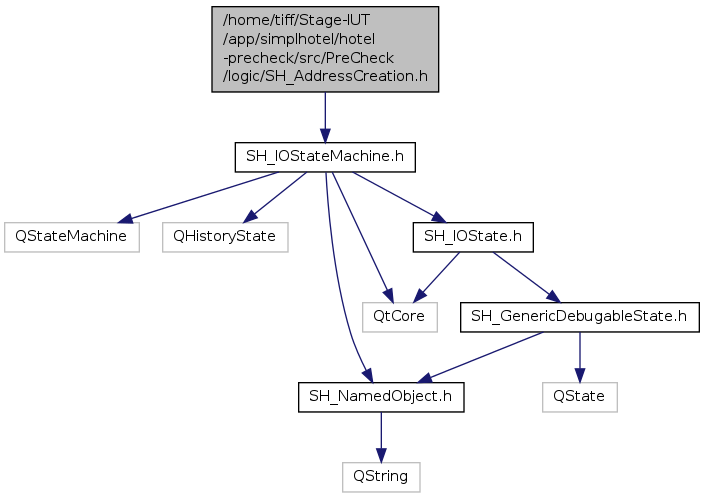 /home/tiff/Stage-IUT
/app/simplhotel/hotel
-precheck/src/PreCheck
/logic/SH_AddressCreation.h
SH_IOStateMachine.h
QStateMachine
QHistoryState
SH_IOState.h
QtCore
SH_GenericDebugableState.h
SH_NamedObject.h
QState
QString